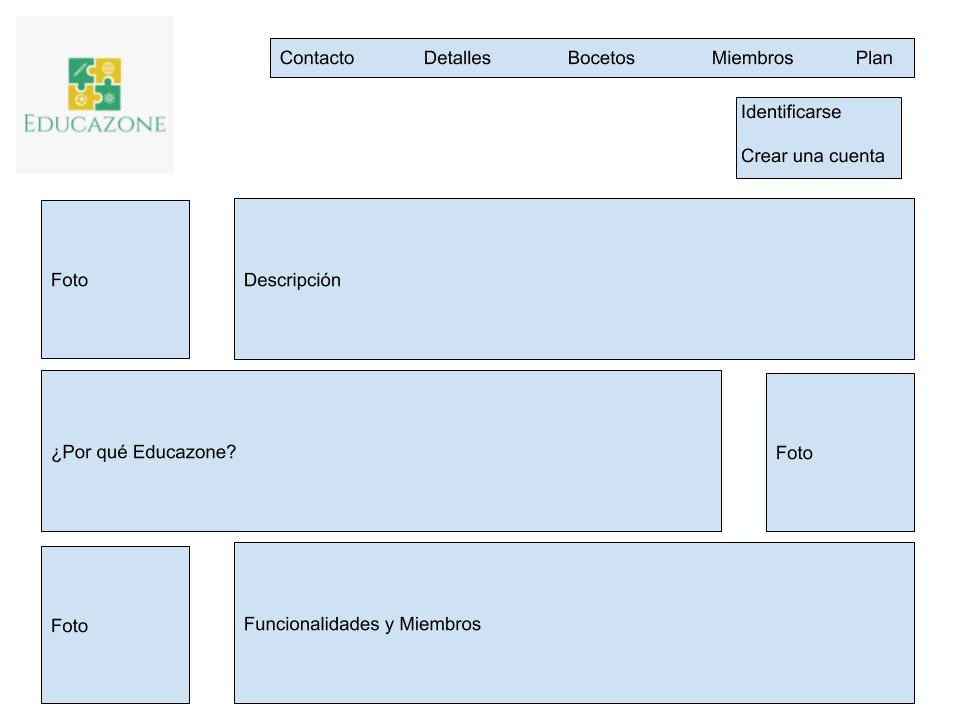 EDUCAZONE
Contacto Detalles Bocetos Miembros Plan
Identificarse
Crear una cuenta
Foto
Descripción
¿Por qué Educazone?
Foto
Foto
Funcionalidades y Miembros